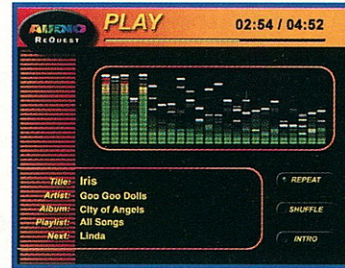 AUDIO
REQUEST
PLAY
02:54 / 04:52
Title: Iris
Artist: Goo Goo Dolls
Album: City of Angels
Playlist: All Songs
Next: Linda
REPEAT
SHUFFLE
INTRO